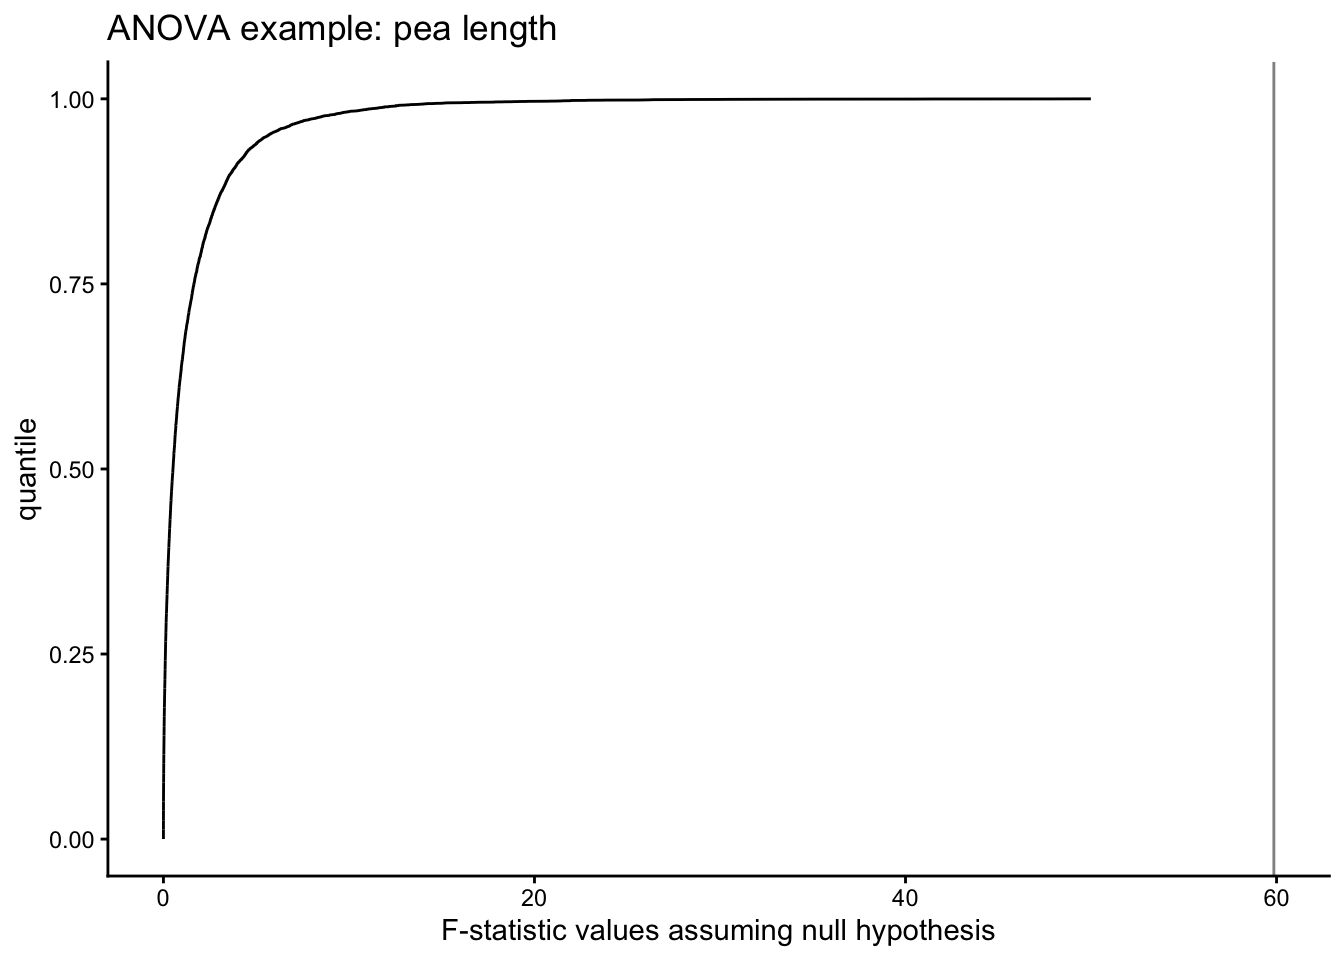 ANOVA example: pea length
1.00
0.75
0.50
0.25
0.00
quantile
0 20 40 60
F-statistic values assuming null hypothesis